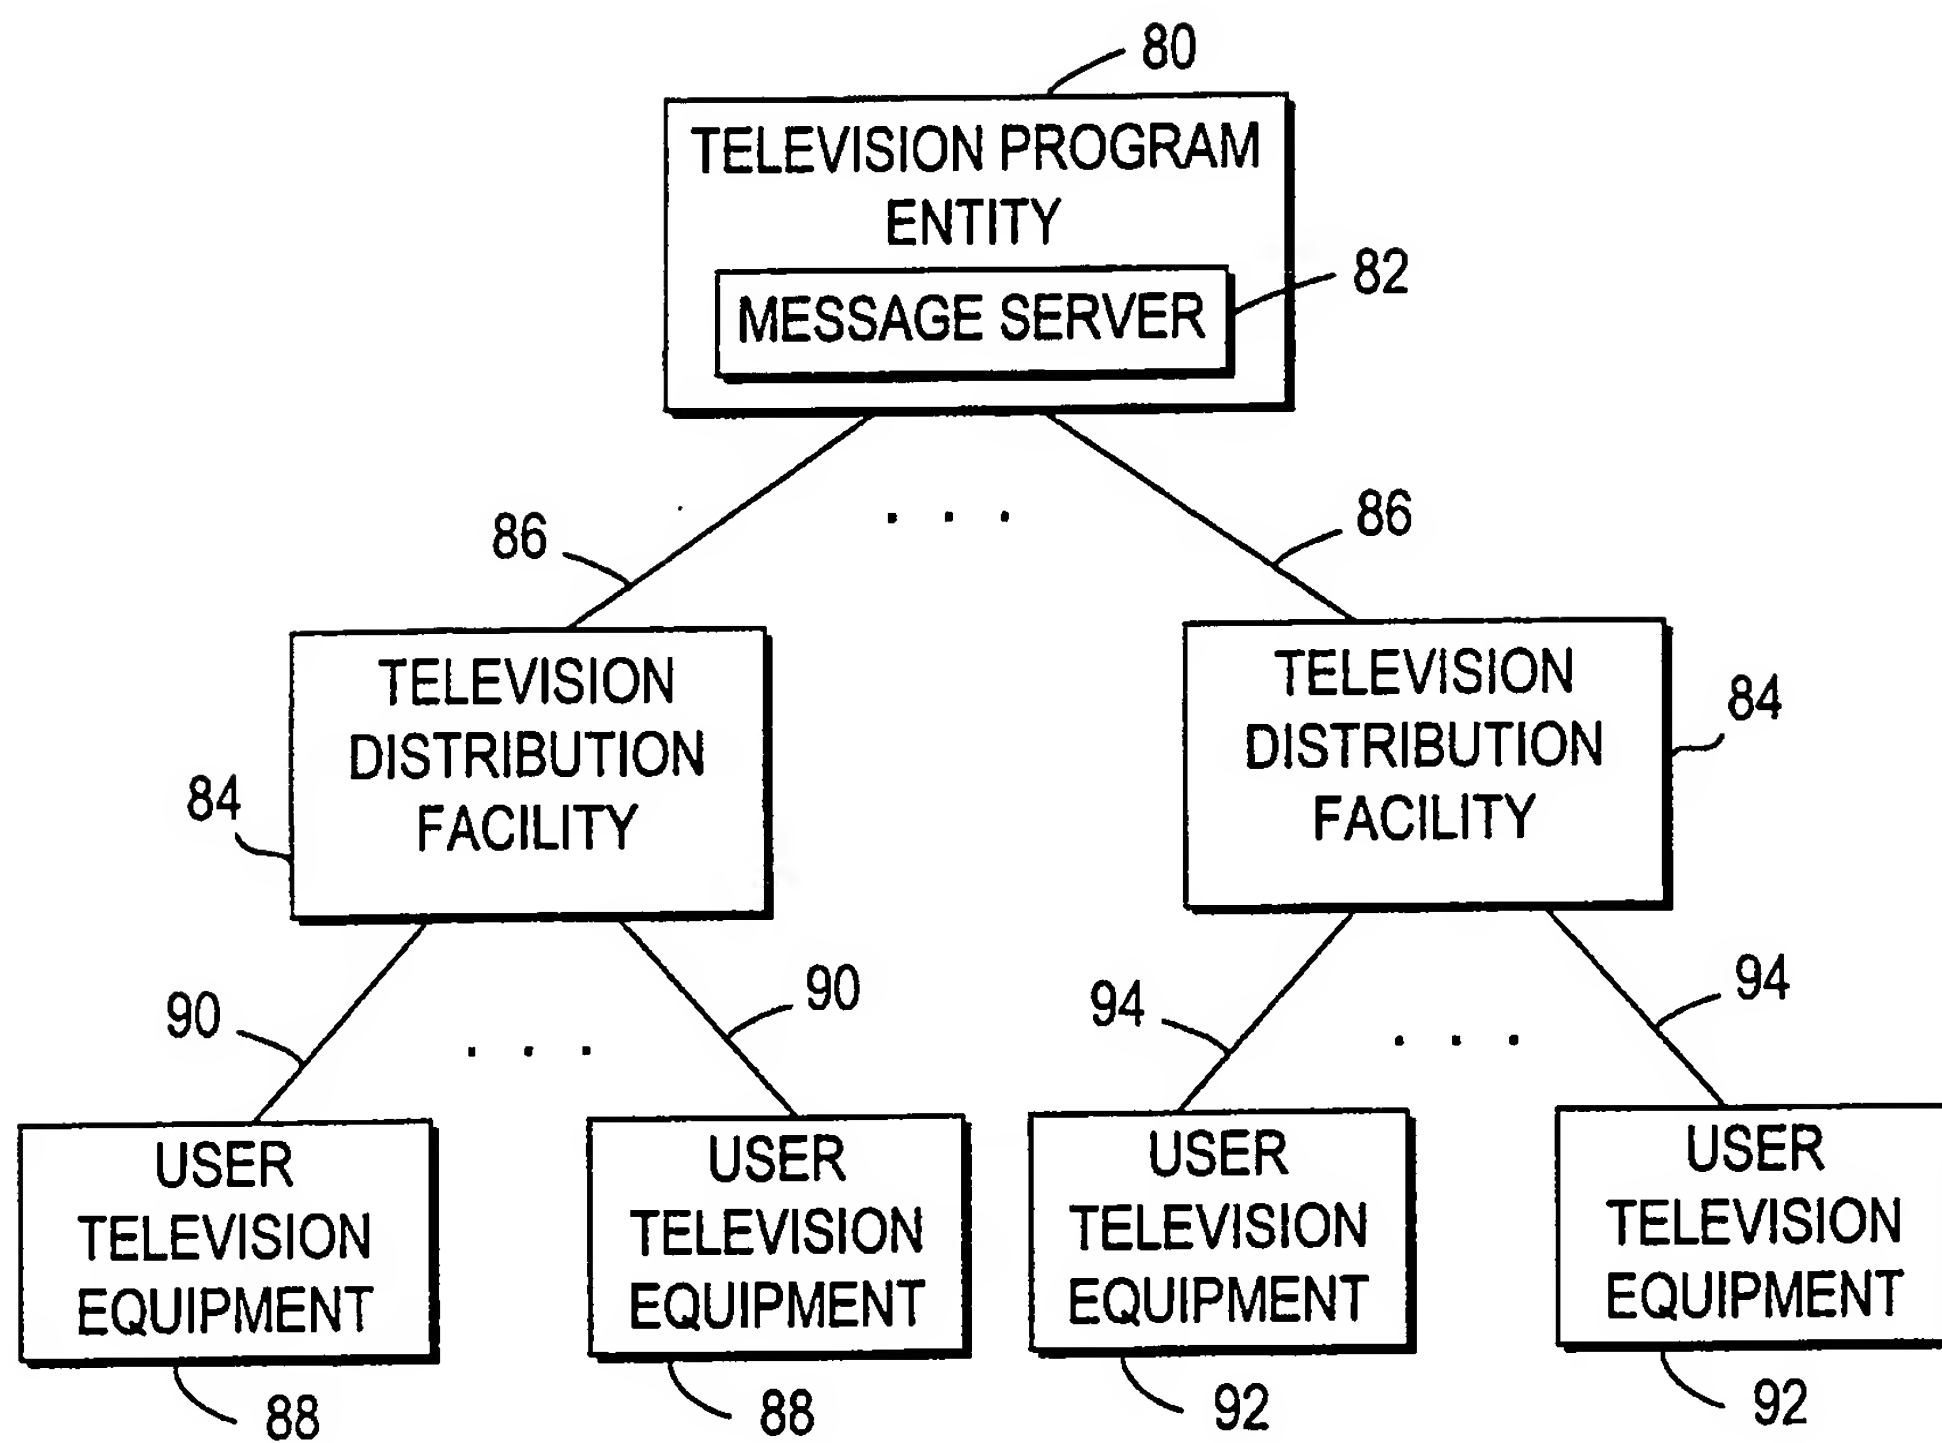 80
TELEVISION PROGRAM
ENTITY
MESSAGE SERVER
82
86
86
TELEVISION
DISTRIBUTION
FACILITY
84
TELEVISION
DISTRIBUTION
FACILITY
84
90
90
94
94
USER
TELEVISION
EQUIPMENT
88
USER
TELEVISION
EQUIPMENT
88
USER
TELEVISION
EQUIPMENT
92
USER
TELEVISION
EQUIPMENT
92